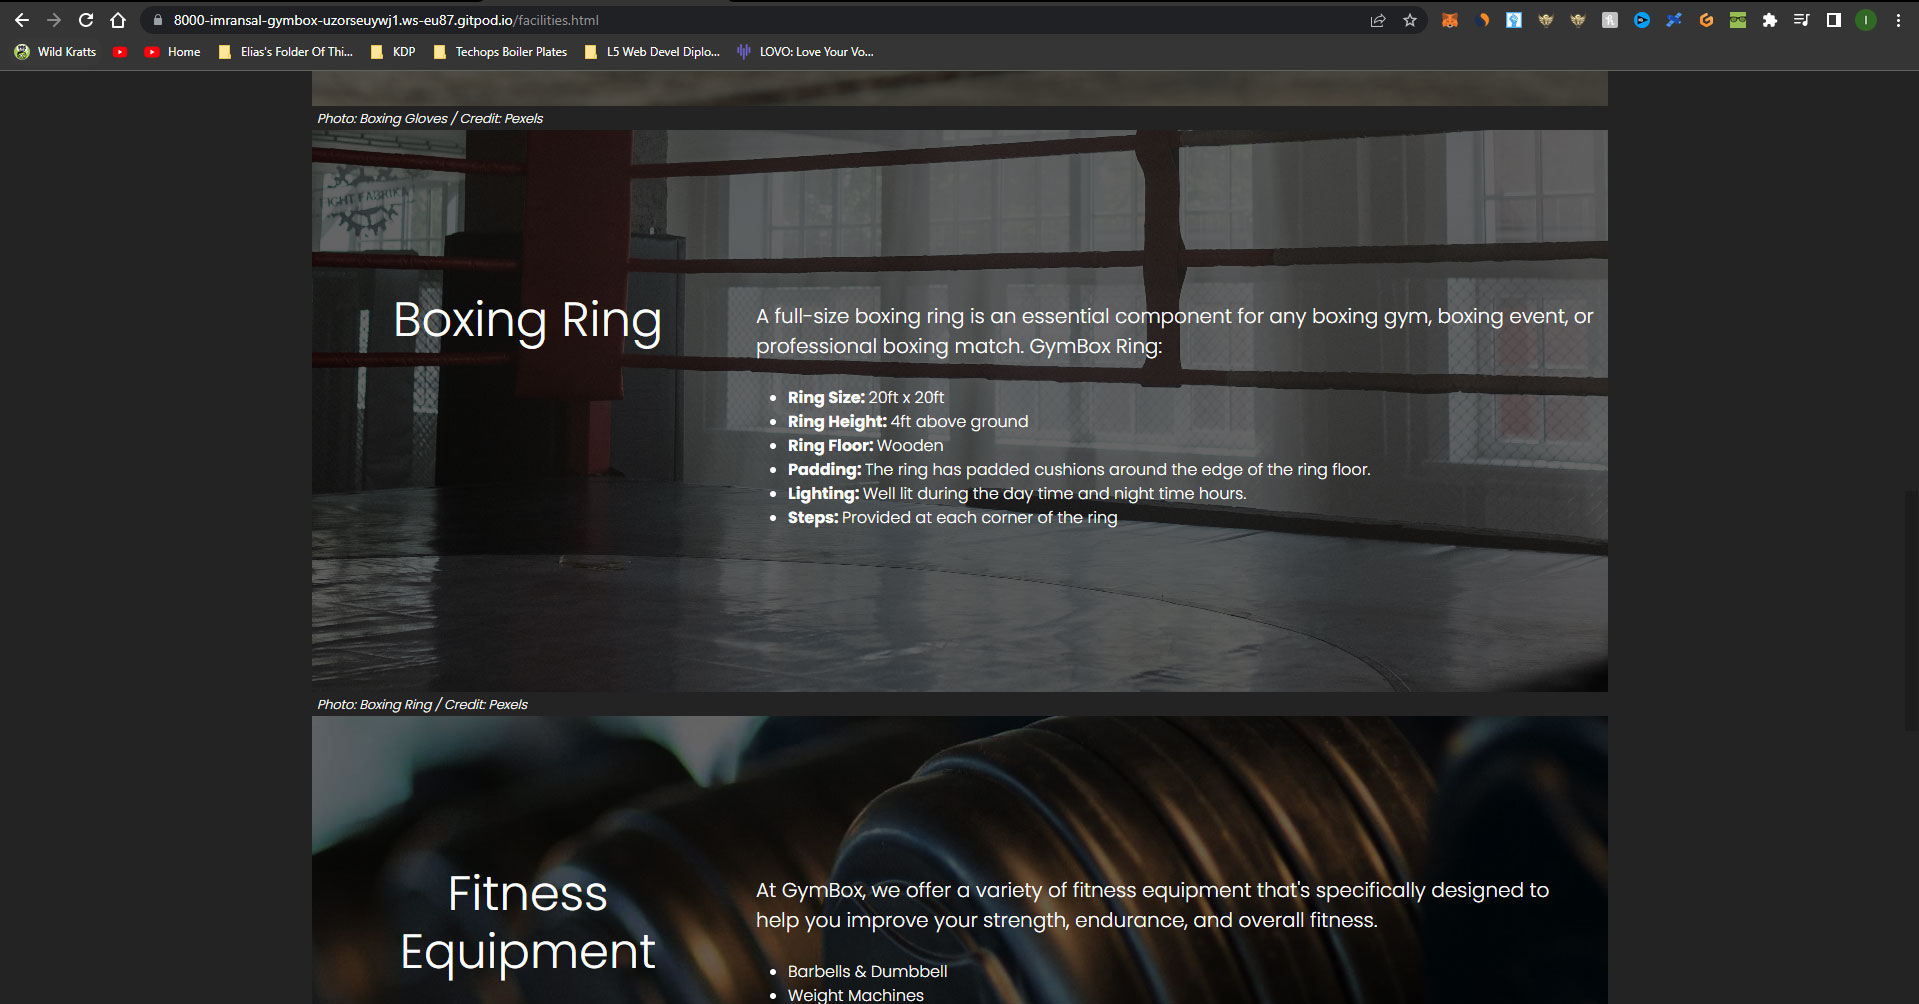 8000-imransal-gymbox-uzorseuywj1.ws-eu87.gitpod.io/facilities.html
I
Wild Kratts
Home
Elias's Folder Of Thi...
KDP
Techops Boiler Plates
L5 Web Devel Diplo...
LOVO: Love Your Vo...
Photo: Boxing Gloves / Credit: Pexels
Boxing Ring
A full-size boxing ring is an essential component for any boxing gym, boxing event, or
professional boxing match. GymBox Ring:
• Ring Size: 20ft x 20ft
• Ring Height: 4ft above ground
• Ring Floor: Wooden
• Padding: The ring has padded cushions around the edge of the ring floor.
• Lighting: Well lit during the day time and night time hours.
• Steps: Provided at each corner of the ring
Photo: Boxing Ring / Credit: Pexels
Fitness
Equipment
At GymBox, we offer a variety of fitness equipment that's specifically designed to
help you improve your strength, endurance, and overall fitness.
• Barbells & Dumbbell
• Weight Machines